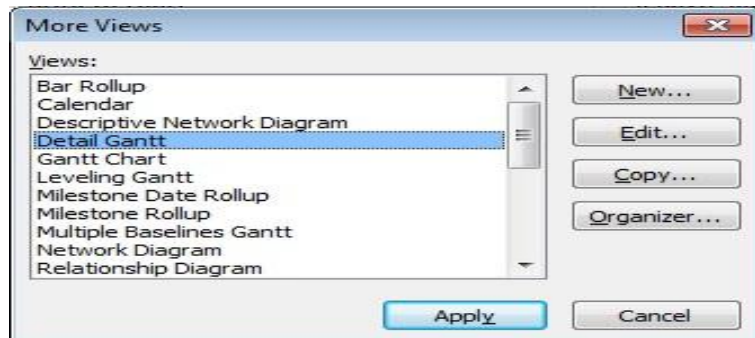 More Views
Views:
Bar Rollup
Calendar
Descriptive Network Diagram
Detail Gantt
Gantt Chart
Leveling Gantt
Milestone Date Rollup
Milestone Rollup
Multiple Baselines Gantt
Network Diagram
Relationship Diagram
New...
Edit...
Copy...
Organizer...
Apply
Cancel